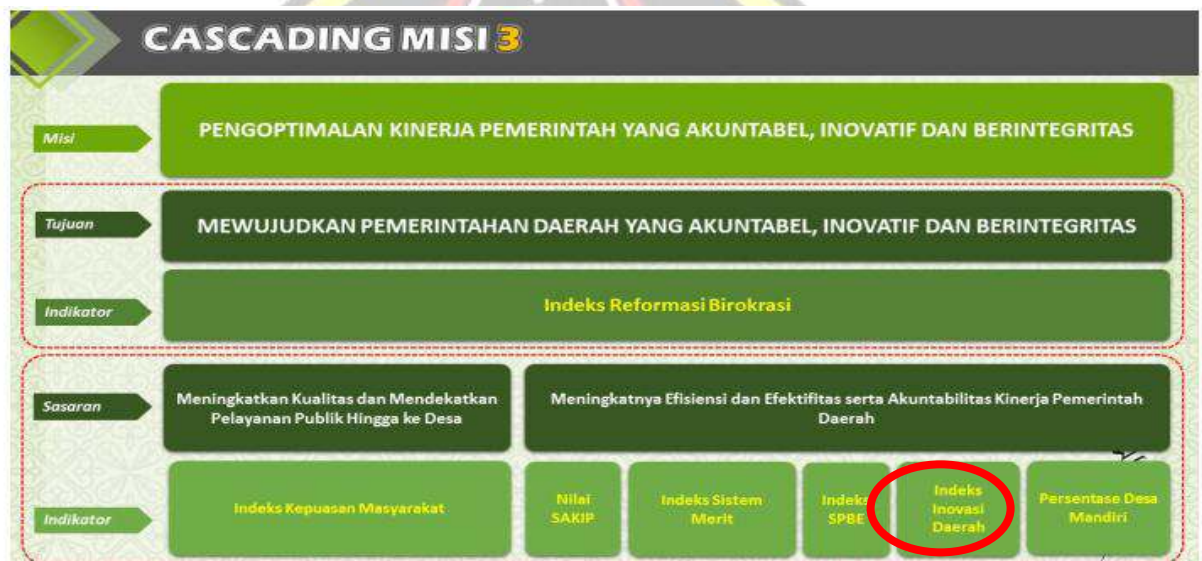 CASCADING MISI 3
Misi
PENGOPTIMALAN KINERJA PEMERINTAH YANG AKUNTABEL, INOVATIF DAN BERINTEGRITAS
Tujuan
MEWUJUDKAN PEMERINTAHAN DAERAH YANG AKUNTABEL, INOVATIF DAN BERINTEGRITAS
Indikator
Indeks Reformasi Birokrasi
Sasaran
Meningkatkan Kualitas dan Mendekatkan
Pelayanan Publik Hingga ke Desa
Meningkatnya Efisiensi dan Efektifitas serta Akuntabilitas Kinerja Pemerintah
Daerah
Indikator
Indeks Kepuasan Masyarakat
Nilai
SAKIP
Indeks Sistem
Merit
Indeks
SPBE
Indeks
Inovasi
Daerah
Persentase Desa
Mandiri